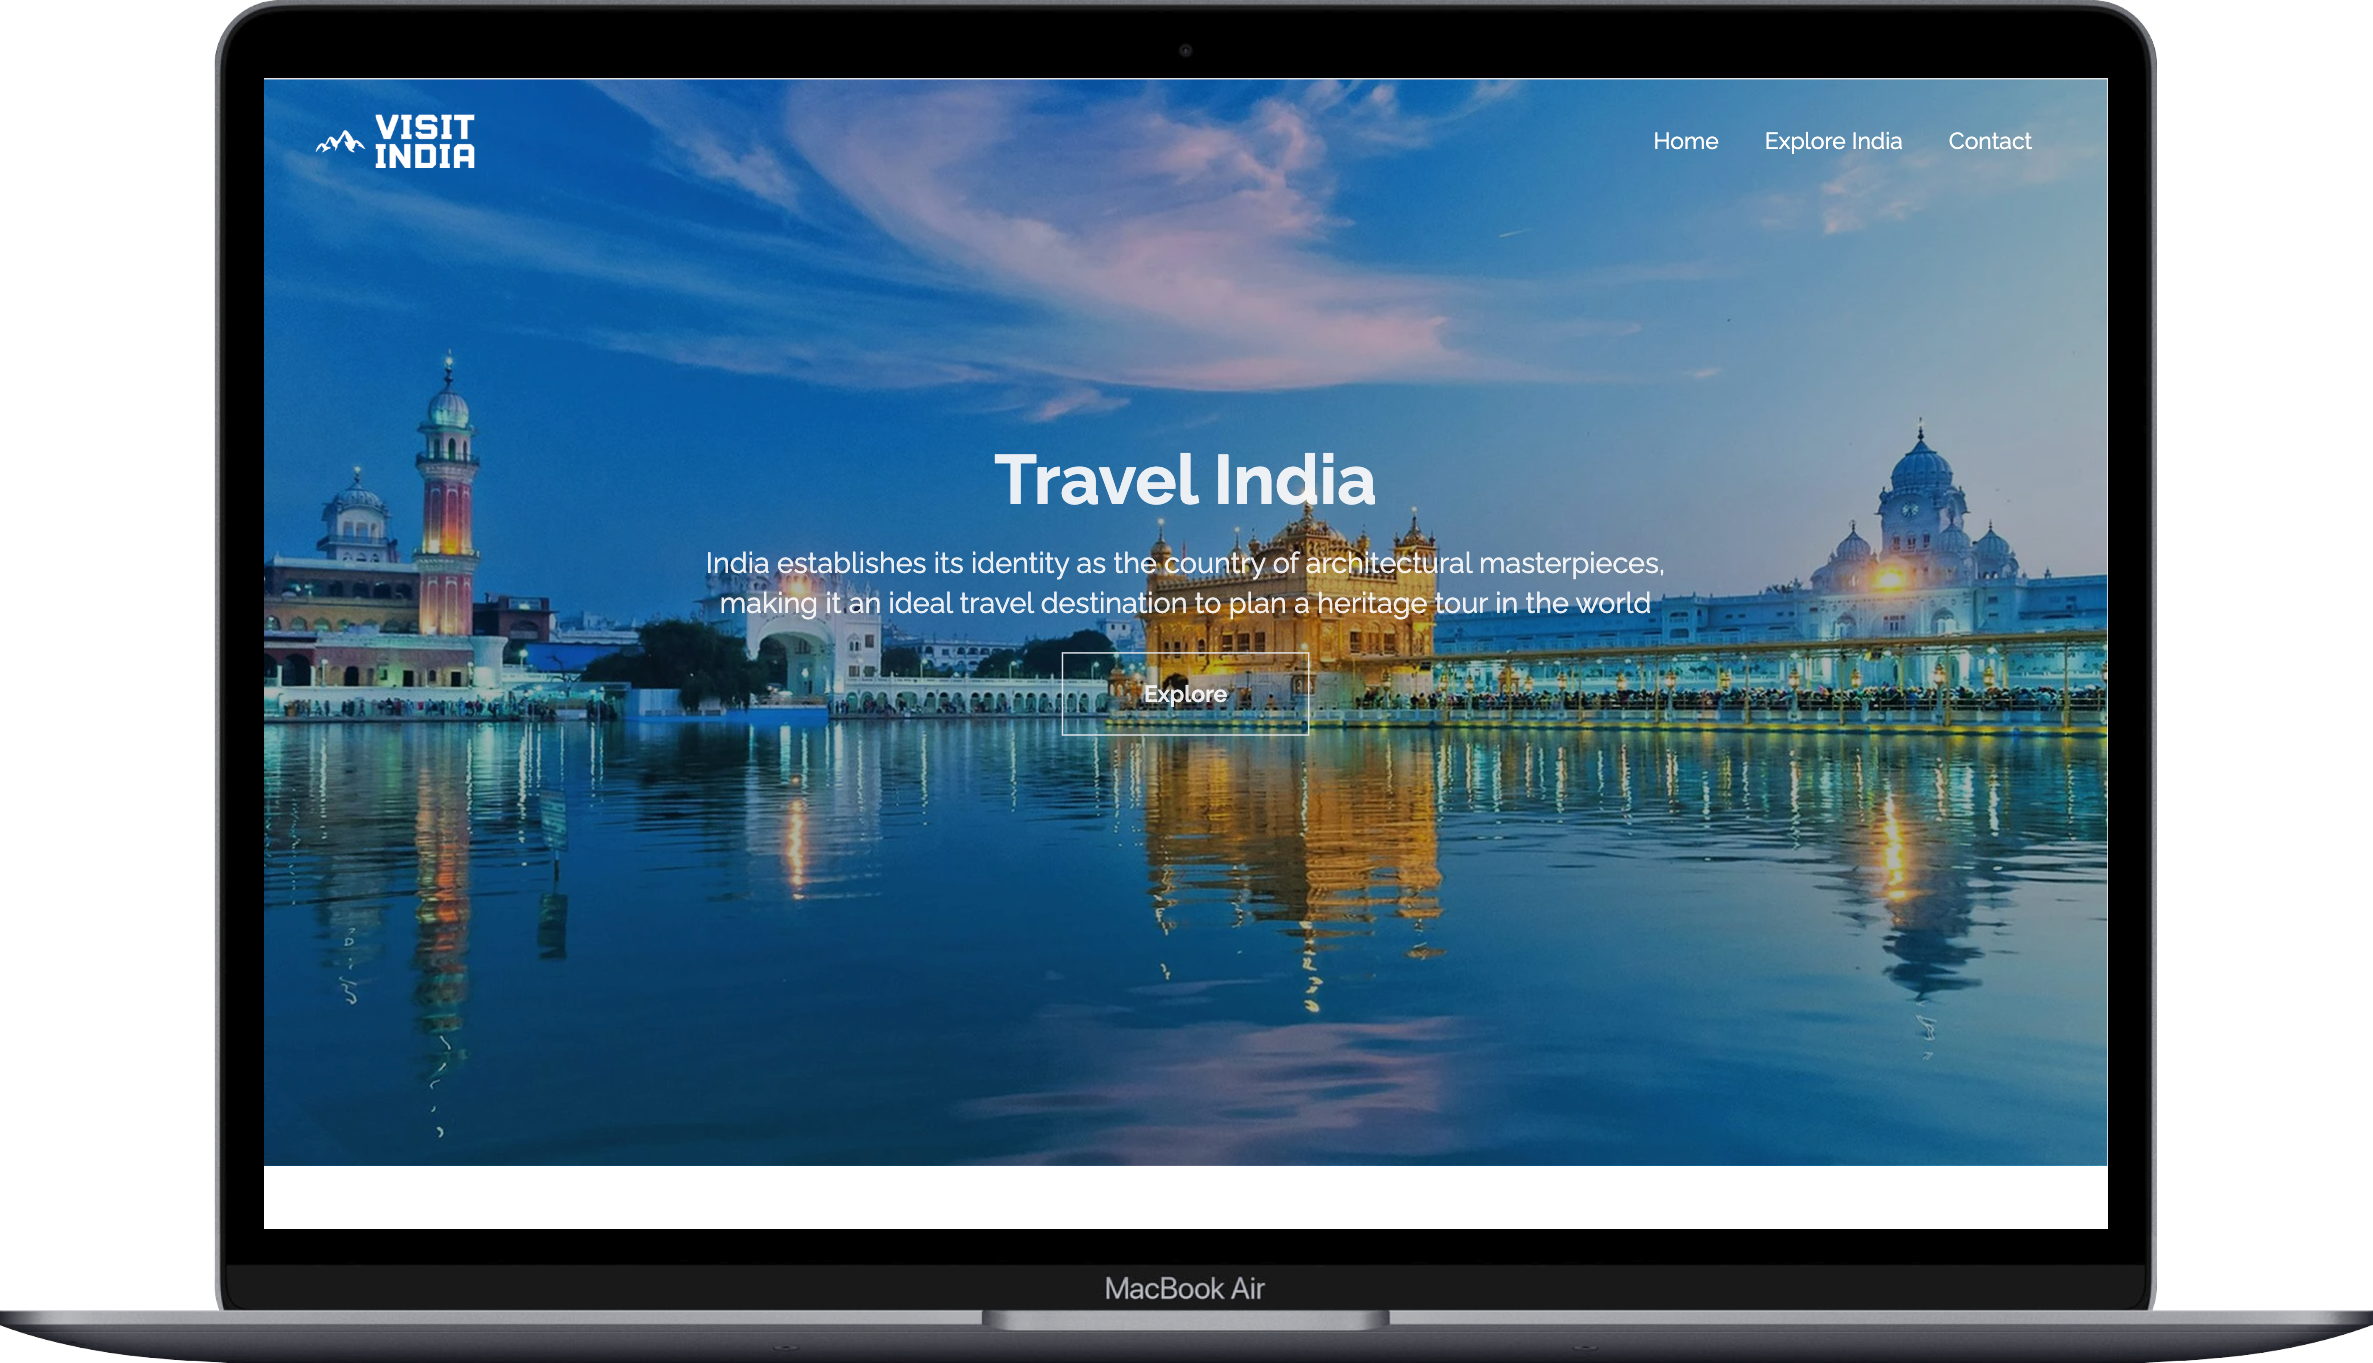 VISIT
INDIA
Home
Explore India
Contact
Travel India
India establishes its identity as the country of architectural masterpieces,
making it an ideal travel destination to plan a heritage tour in the world
Explore
MacBook Air